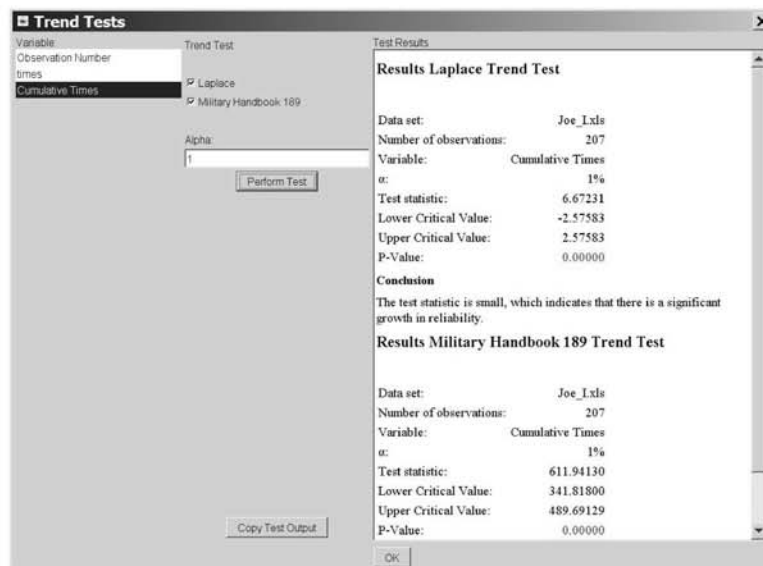 Trend Tests
Variable
Observation Number
times
Cumulative Times
Trend Test
Laplace
Military Handbook 189
Alpha:
1
Perform Test
Copy Test Output
Test Results
Results Laplace Trend Test
Data set: Joe_Lxls
Number of observations: 207
Variable: Cumulative Times
α: 1%
Test statistic: 6.67231
Lower Critical Value: -2.57583
Upper Critical Value: 2.57583
P-Value: 0.00000
Conclusion
The test statistic is small, which indicates that there is a significant
growth in reliability.
Results Military Handbook 189 Trend Test
Data set: Joe_Lxls
Number of observations: 207
Variable: Cumulative Times
α: 1%
Test statistic: 611.94130
Lower Critical Value: 341.81800
Upper Critical Value: 489.69129
P-Value: 0.00000
OK